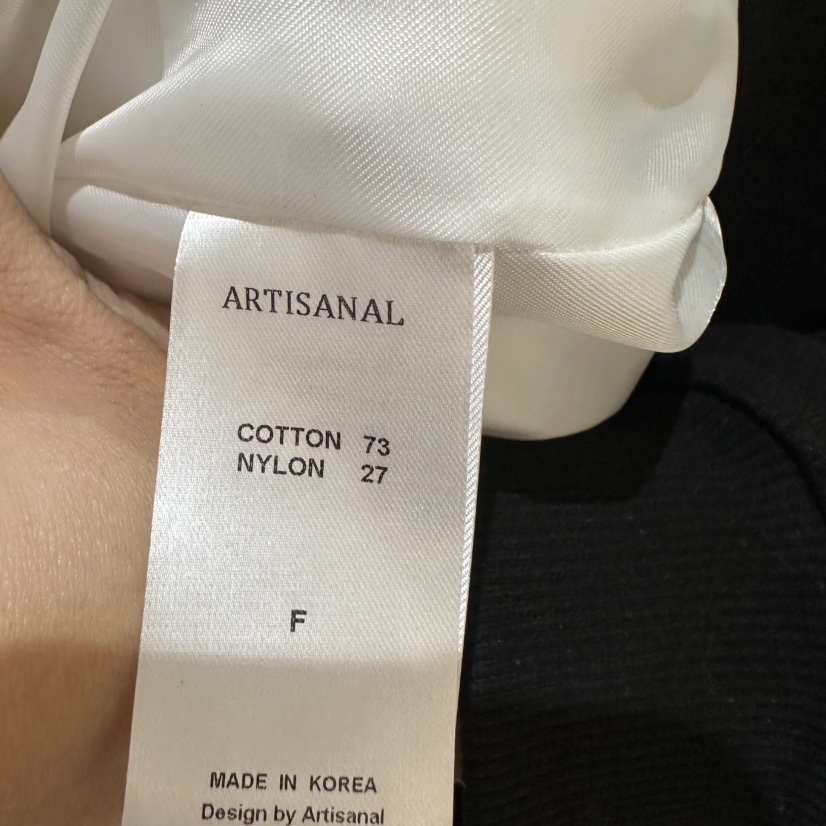 ARTISANAL
COTTON 73
NYLON 27
F
MADE IN KOREA
Design by Artisanal